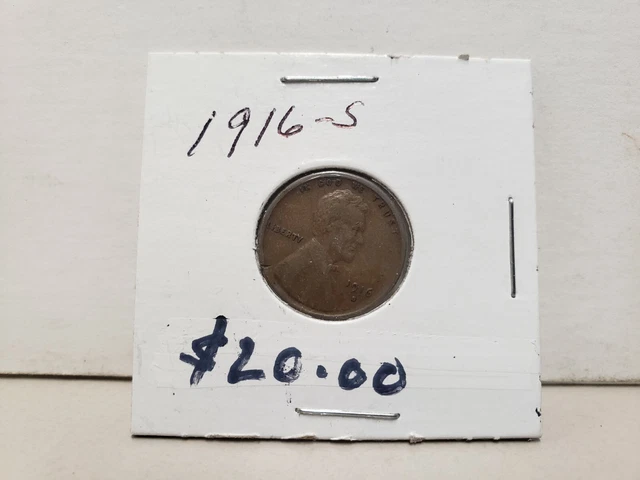 1916-S
IN GOD WE TRUST
LIBERTY
1916
S
$20.00